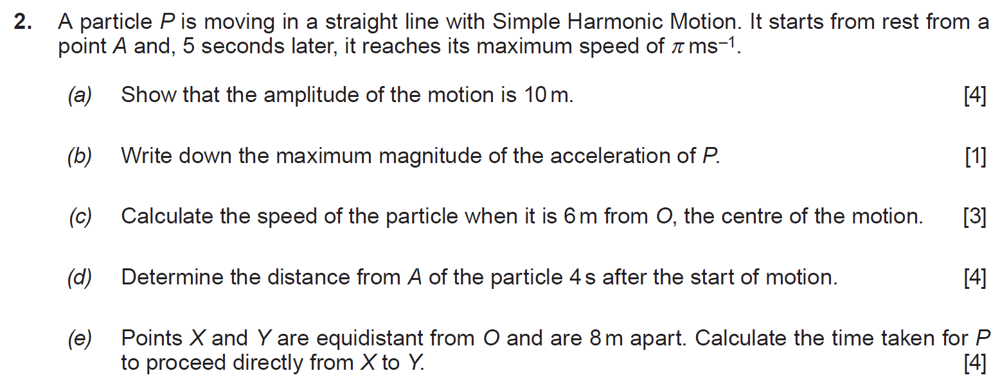 2. A particle P is moving in a straight line with Simple Harmonic Motion. It starts from rest from a
point A and, 5 seconds later, it reaches its maximum speed of π ms⁻¹.
(a) Show that the amplitude of the motion is 10 m. [4]
(b) Write down the maximum magnitude of the acceleration of P. [1]
(c) Calculate the speed of the particle when it is 6 m from O, the centre of the motion. [3]
(d) Determine the distance from A of the particle 4 s after the start of motion. [4]
(e) Points X and Y are equidistant from O and are 8 m apart. Calculate the time taken for P
to proceed directly from X to Y. [4]